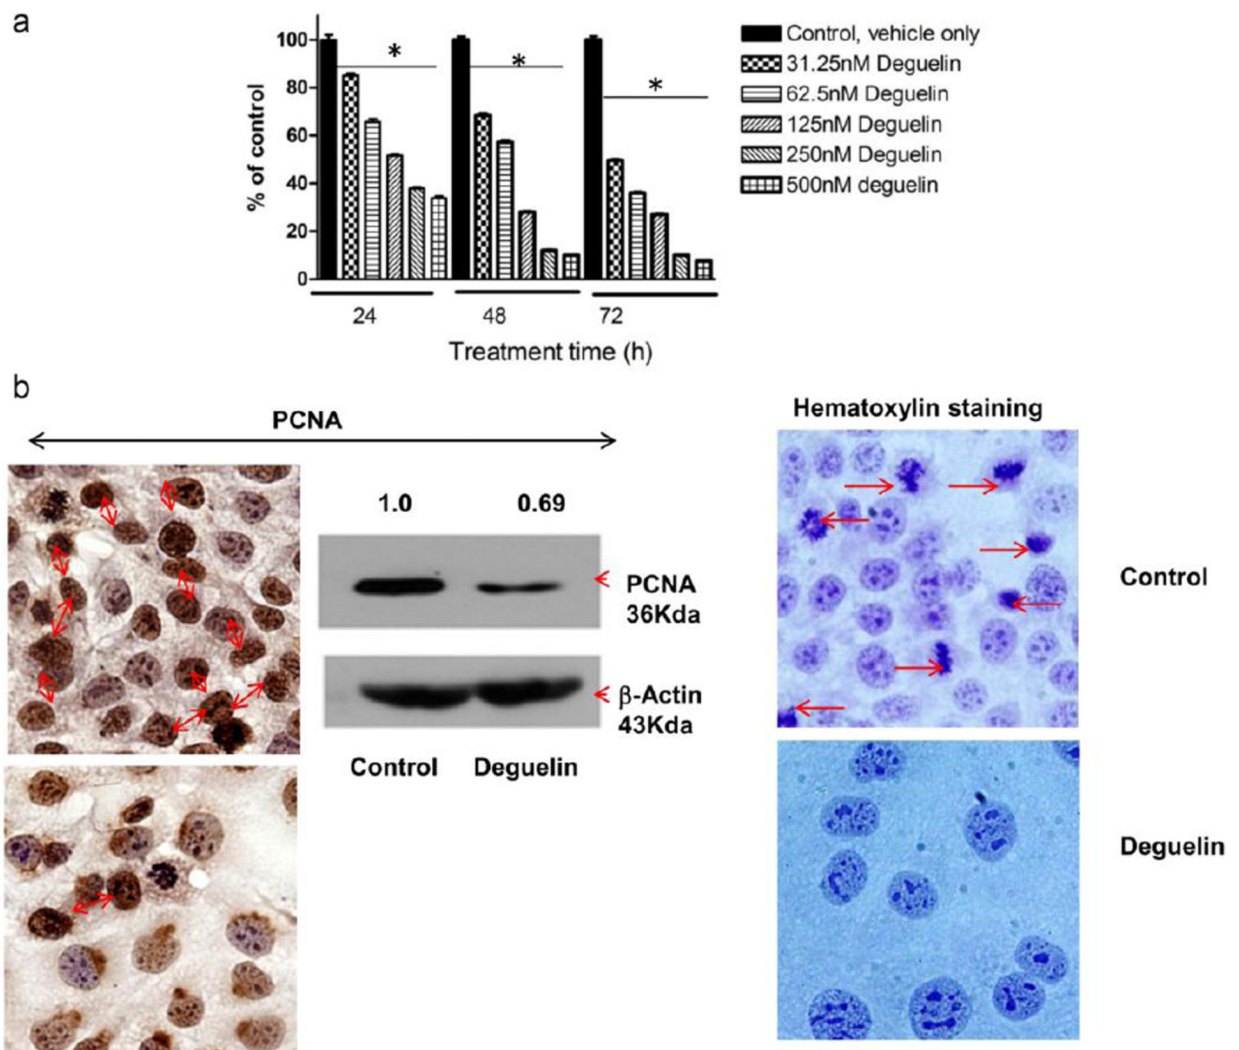 a
100
80
60
40
20
0
% of control
*
*
*
24
48
72
Treatment time (h)
Control, vehicle only
31.25nM Deguelin
62.5nM Deguelin
125nM Deguelin
250nM Deguelin
500nM deguelin
b
PCNA
1.0
0.69
PCNA
36Kda
β-Actin
43Kda
Control
Deguelin
Hematoxylin staining
Control
Deguelin